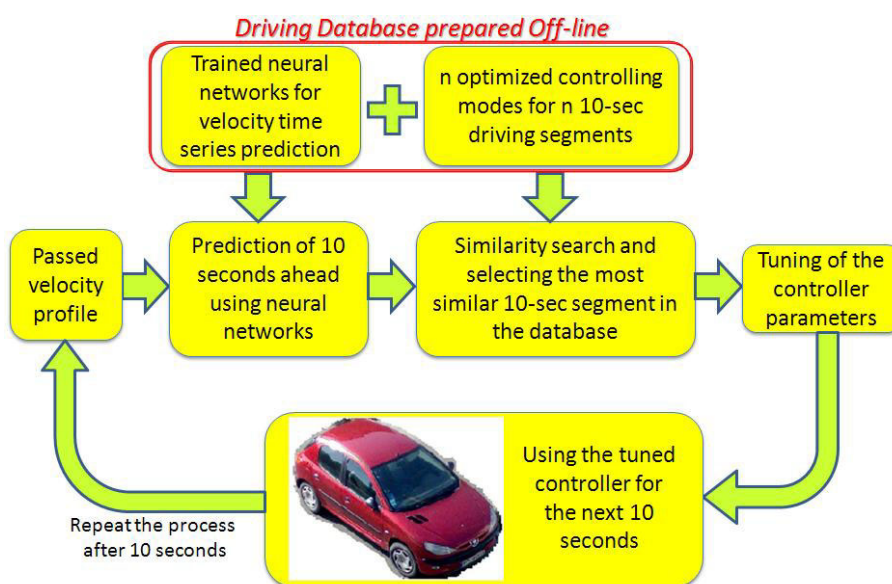 Driving Database prepared Off-line
Trained neural
networks for
velocity time
series prediction
n optimized controlling
modes for n 10-sec
driving segments
Passed
velocity
profile
Prediction of 10
seconds ahead
using neural
networks
Similarity search and
selecting the most
similar 10-sec segment in
the database
Tuning of the
controller
parameters
Using the tuned
controller for
the next 10
seconds
Repeat the process
after 10 seconds